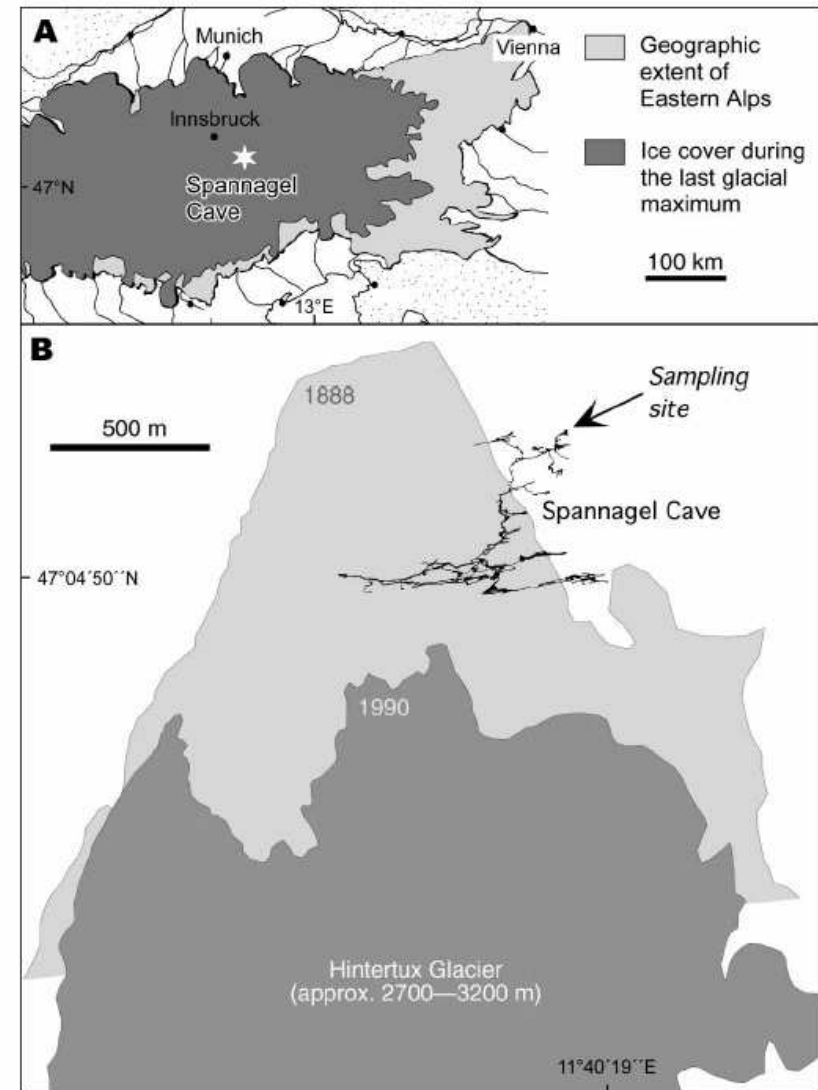 A
Munich
Vienna
Innsbruck
Spannagel
Cave
47°N
13°E
Geographic
extent of
Eastern Alps
Ice cover during
the last glacial
maximum
100 km
B
1888
Sampling
site
500 m
Spannagel Cave
47°04´50´´N
1990
Hintertux Glacier
(approx. 2700—3200 m)
11°40´19´´E